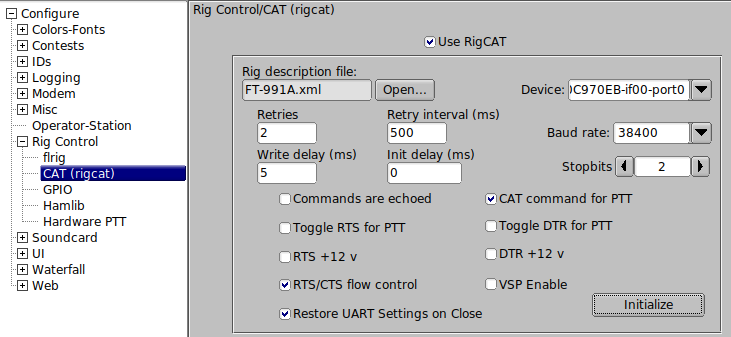 Configure
Colors-Fonts
Contests
IDs
Logging
Modem
Misc
Operator-Station
Rig Control
flrig
CAT (rigcat)
GPIO
Hamlib
Hardware PTT
Soundcard
UI
Waterfall
Web
Rig Control/CAT (rigcat)
Use RigCAT
Rig description file:
FT-991A.xml Open... Device: 0C970EB-if00-port0
Retries Retry interval (ms)
2 500 Baud rate: 38400
Write delay (ms) Init delay (ms)
5 0 Stopbits 2
Commands are echoed CAT command for PTT
Toggle RTS for PTT Toggle DTR for PTT
RTS +12 v DTR +12 v
RTS/CTS flow control VSP Enable
Restore UART Settings on Close Initialize